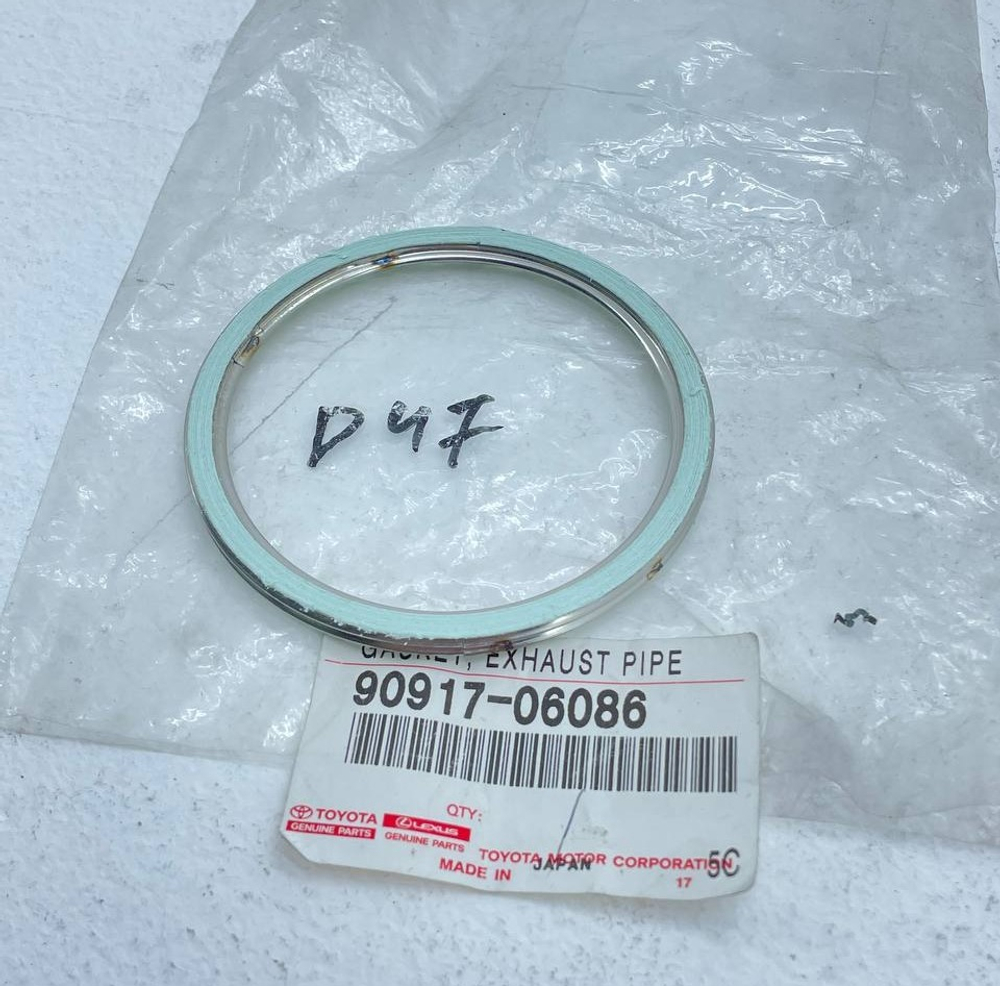 D47
GASKET, EXHAUST PIPE
90917-06086
QTY:
TOYOTA
GENUINE PARTS
LEXUS
GENUINE PARTS
TOYOTA MOTOR CORPORATION
MADE IN JAPAN
17
5C